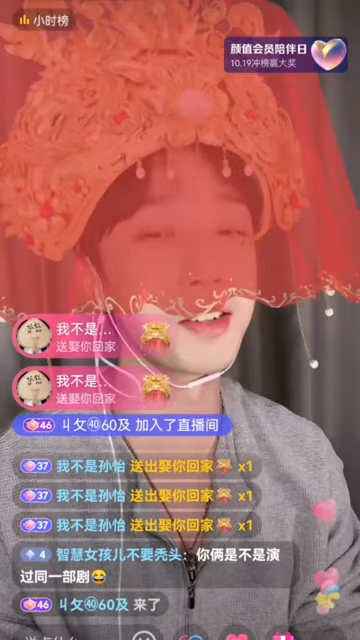 小时榜
颜值会员陪伴日
10.19冲榜赢大奖
我不是...
送娶你回家
我不是...
送娶你回家
46 ㄐ攵㊵60及 加入了直播间
37 我不是孙怡 送出娶你回家 x1
37 我不是孙怡 送出娶你回家 x1
37 我不是孙怡 送出娶你回家 x1
4 智慧女孩儿不要秃头：你俩是不是演
过同一部剧😂
46 ㄐ攵㊵60及 来了